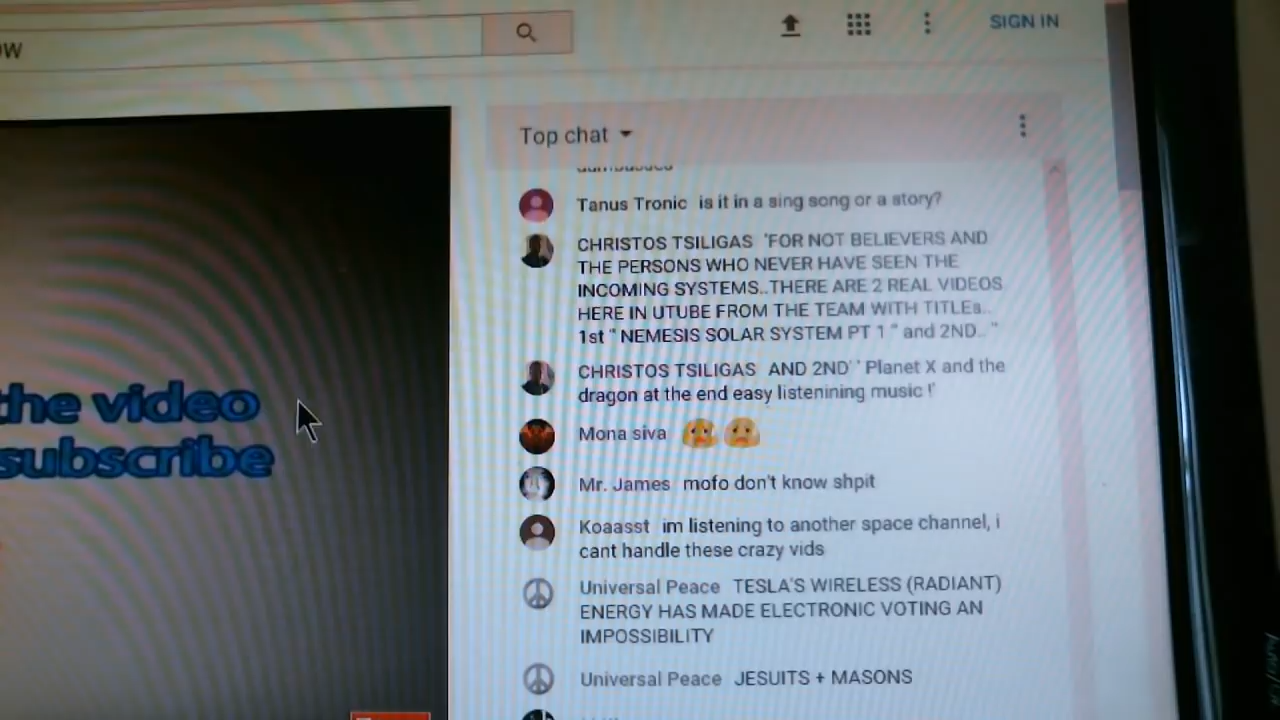 ow
SIGN IN
Top chat
Tanus Tronic is it in a sing song or a story?
CHRISTOS TSILIGAS 'FOR NOT BELIEVERS AND
THE PERSONS WHO NEVER HAVE SEEN THE
INCOMING SYSTEMS..THERE ARE 2 REAL VIDEOS
HERE IN UTUBE FROM THE TEAM WITH TITLEs..
1st " NEMESIS SOLAR SYSTEM PT 1 " and 2ND.. "
CHRISTOS TSILIGAS AND 2ND' ' Planet X and the
dragon at the end easy listenining music !'
Mona siva
Mr. James mofo don't know shpit
Koaasst im listening to another space channel, i
cant handle these crazy vids
Universal Peace TESLA'S WIRELESS (RADIANT)
ENERGY HAS MADE ELECTRONIC VOTING AN
IMPOSSIBILITY
Universal Peace JESUITS + MASONS
the video
subscribe